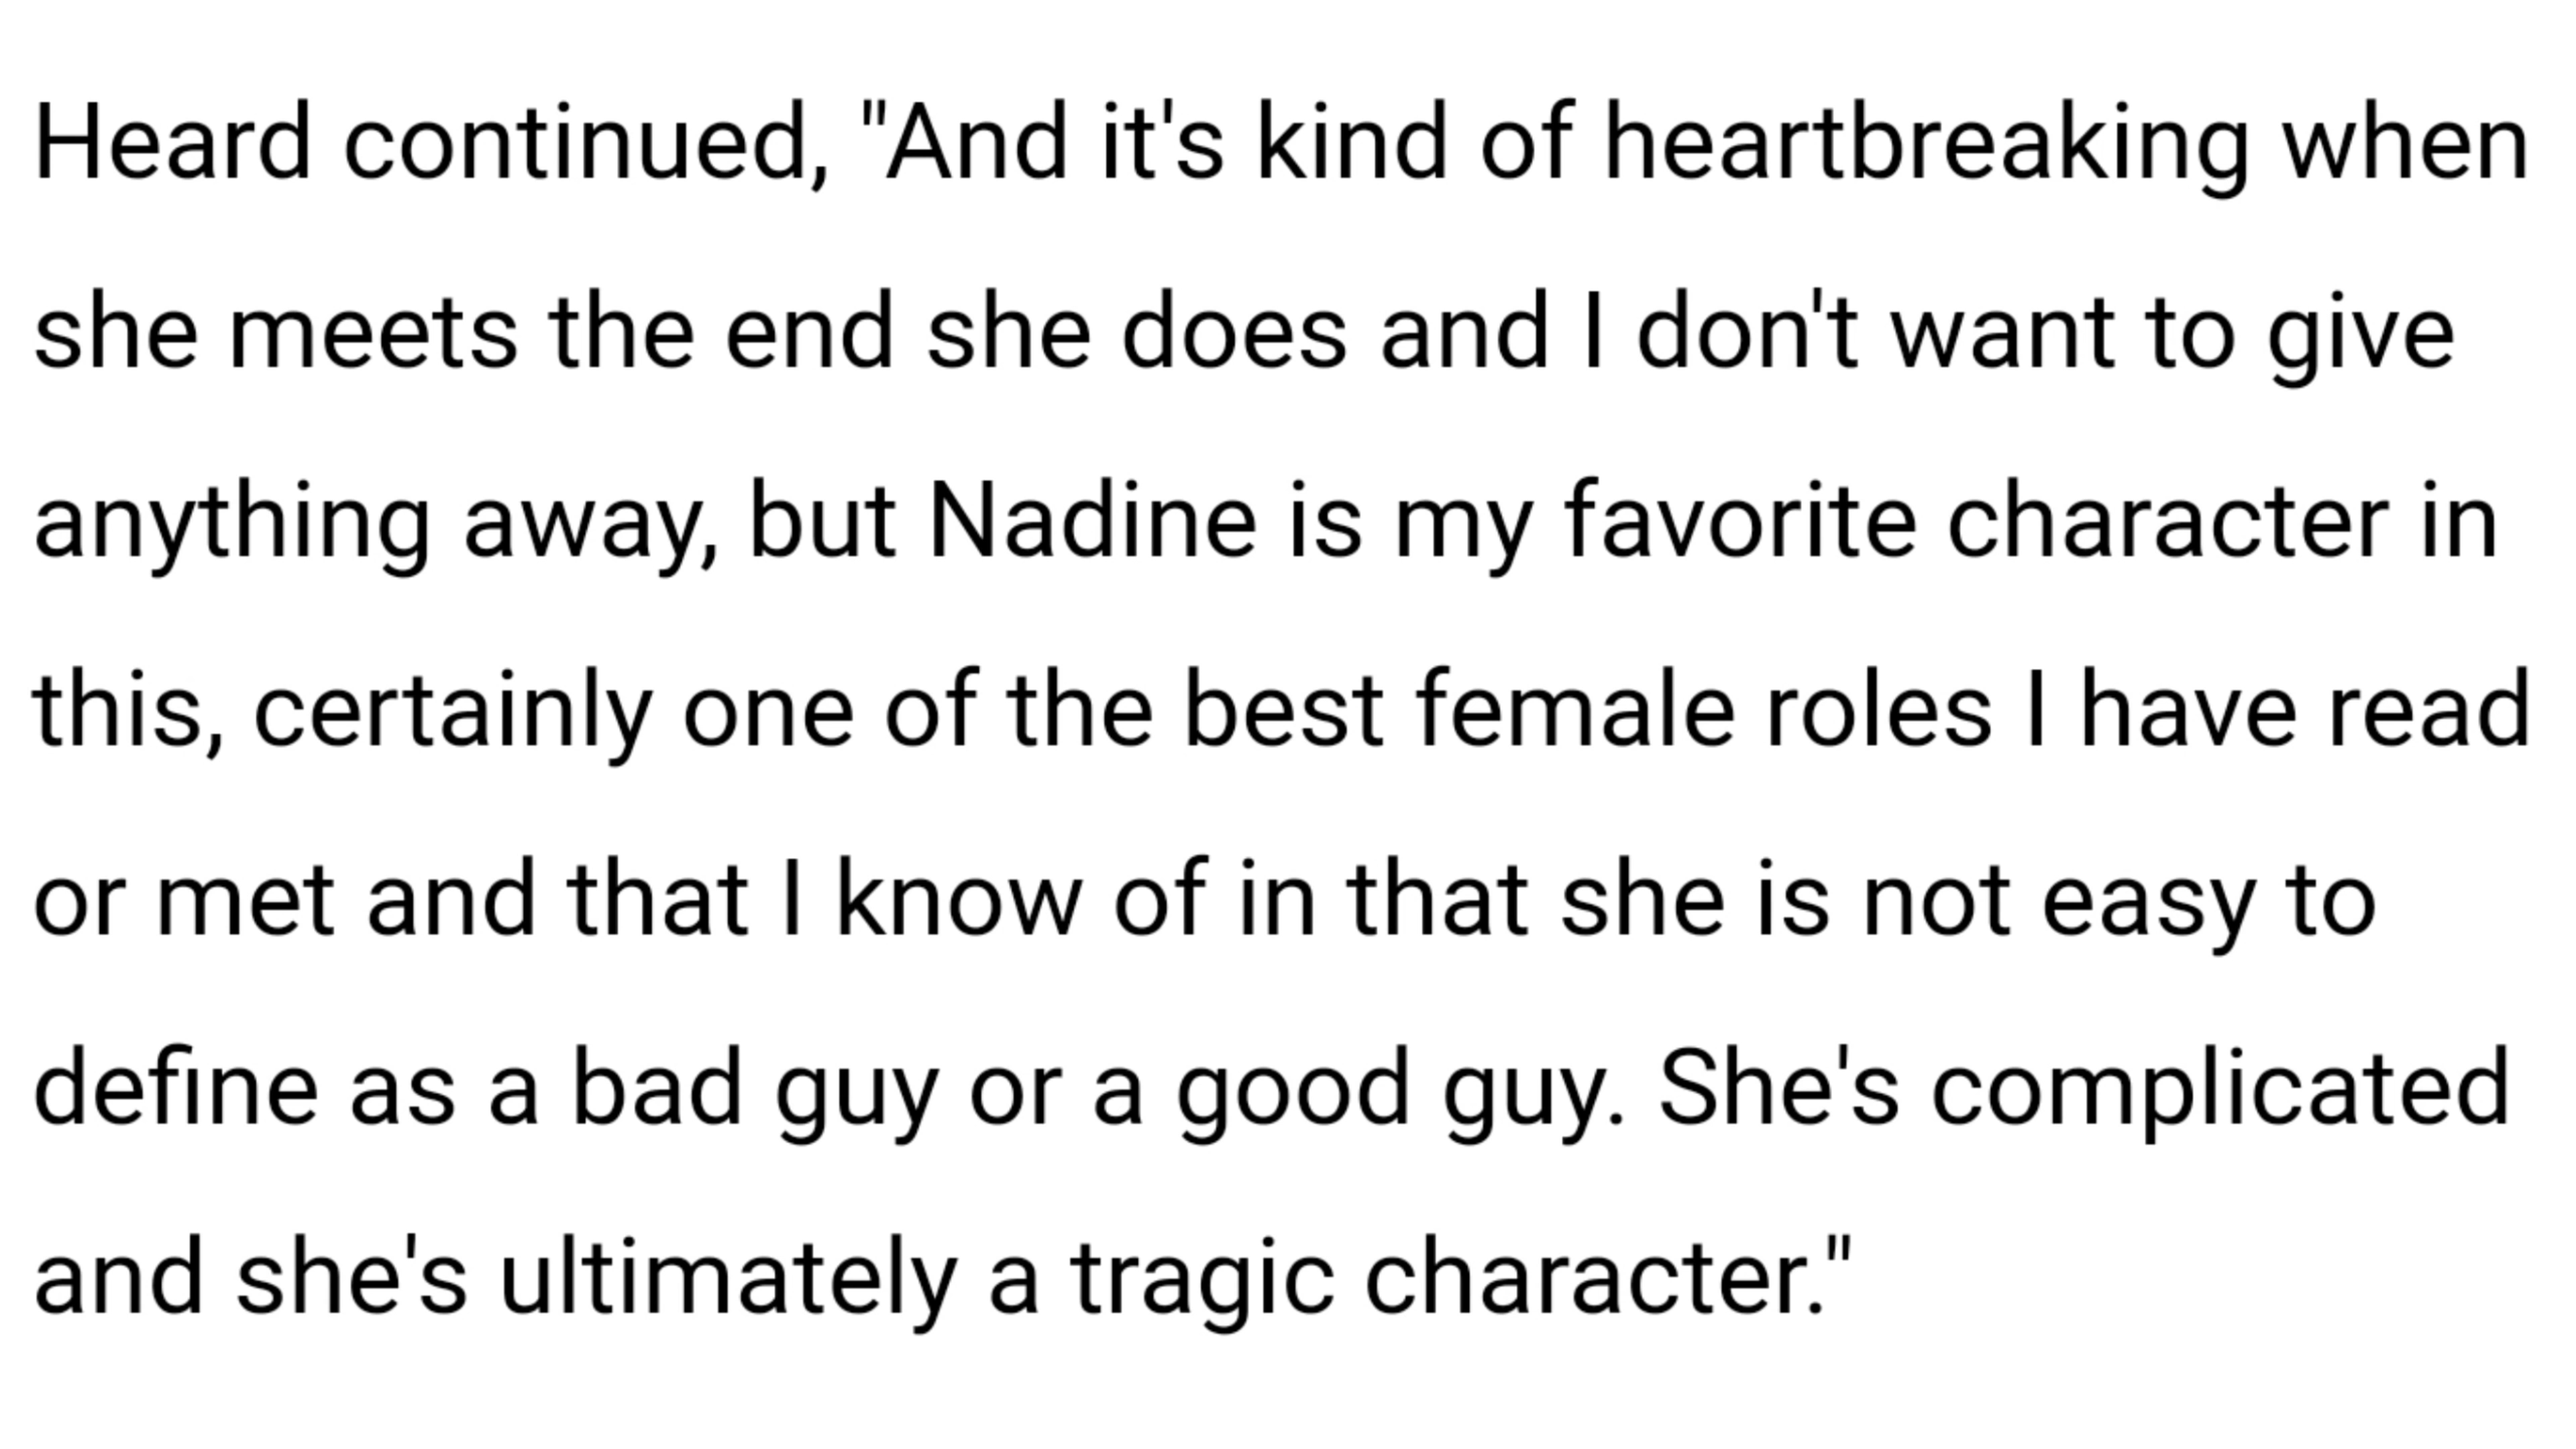 Heard continued, "And it's kind of heartbreaking when
she meets the end she does and I don't want to give
anything away, but Nadine is my favorite character in
this, certainly one of the best female roles I have read
or met and that I know of in that she is not easy to
define as a bad guy or a good guy. She's complicated
and she's ultimately a tragic character."